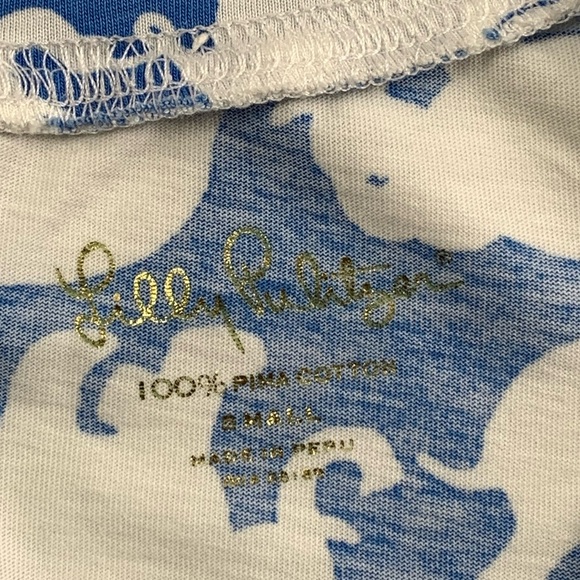 Lilly Pulitzer®
100% PIMA COTTON
SMALL
MADE IN PERU